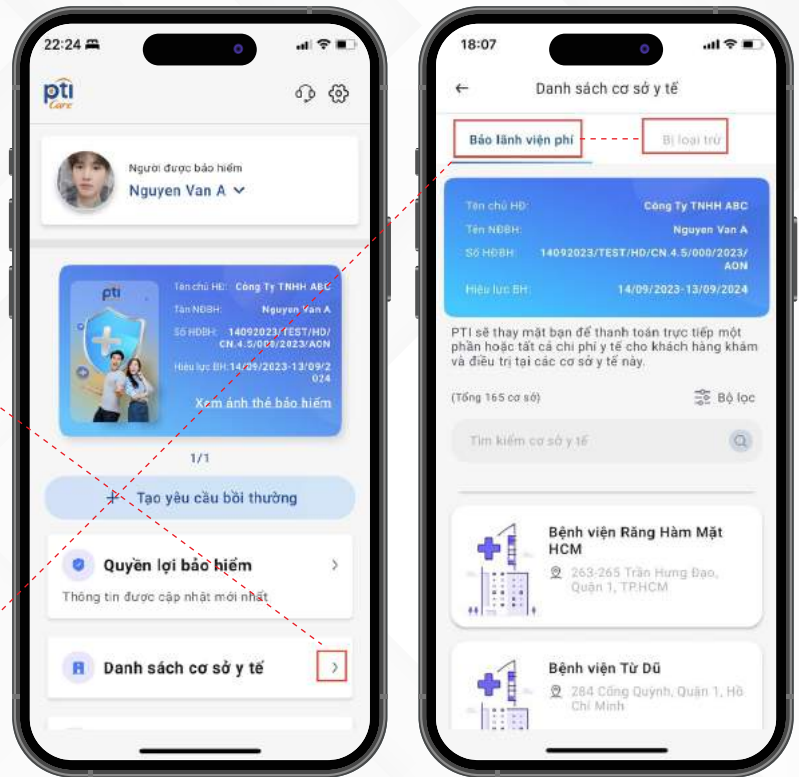 22:24
pti
Care
Người được bảo hiểm
Nguyen Van A
pti
Tên chủ HĐ: Công Ty TNHH ABC
Tên NĐBH: Nguyen Van A
Số HĐBH: 14092023/TEST/HD/
CN.4.5/000/2023/AON
Hiệu lực BH: 14/09/2023-13/09/2
024
Xem ảnh thẻ bảo hiểm
1/1
+ Tạo yêu cầu bồi thường
Quyền lợi bảo hiểm
Thông tin được cập nhật mới nhất
Danh sách cơ sở y tế
18:07
Danh sách cơ sở y tế
Bảo lãnh viện phí
Bị loại trừ
Tên chủ HĐ: Công Ty TNHH ABC
Tên NĐBH: Nguyen Van A
Số HĐBH: 14092023/TEST/HD/CN.4.5/000/2023/
AON
Hiệu lực BH: 14/09/2023-13/09/2024
PTI sẽ thay mặt bạn để thanh toán trực tiếp một
phần hoặc tất cả chi phí y tế cho khách hàng khám
và điều trị tại các cơ sở y tế này.
(Tổng 165 cơ sở)
Bộ lọc
Tìm kiếm cơ sở y tế
Bệnh viện Răng Hàm Mặt
HCM
263-265 Trần Hưng Đạo,
Quận 1, TP.HCM
Bệnh viện Từ Dũ
284 Cống Quỳnh, Quận 1, Hồ
Chí Minh